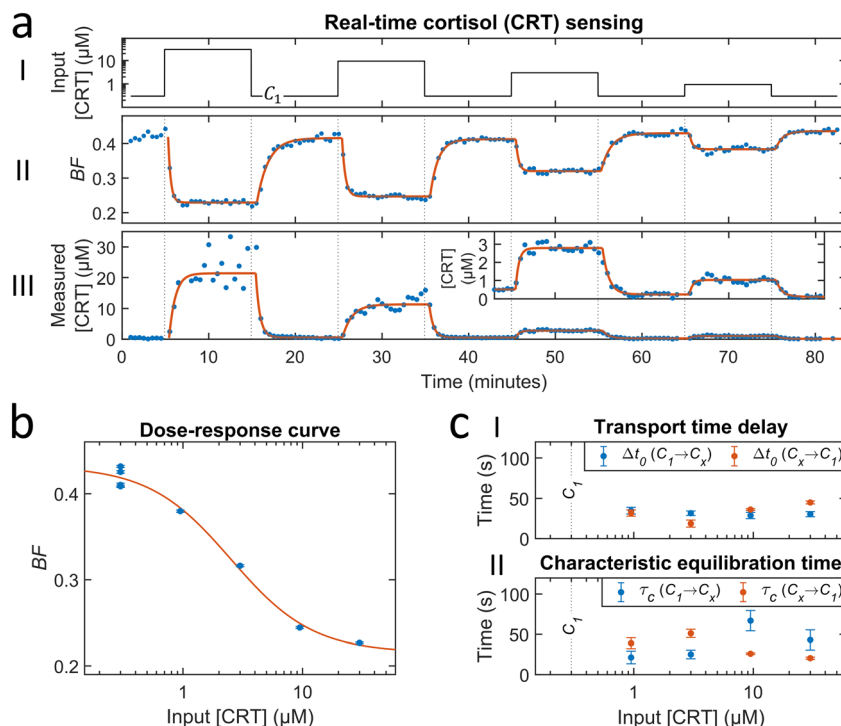 a
Real-time cortisol (CRT) sensing
I
Input
[CRT] (μM)
10
1
C₁
II
BF
0.4
0.3
0.2
III
Measured
[CRT] (μM)
30
20
10
0
[CRT]
(μM)
3
2
1
0
0 10 20 30 40 50 60 70 80
Time (minutes)
b
Dose-response curve
BF
0.4
0.3
0.2
1 10
Input [CRT] (μM)
c
I
Transport time delay
Time (s)
100
50
0
C₁
Δt₀ (C₁→Cₓ) Δt₀ (Cₓ→C₁)
II
Characteristic equilibration time
Time (s)
100
50
0
C₁
τ_c (C₁→Cₓ) τ_c (Cₓ→C₁)
1 10
Input [CRT] (μM)